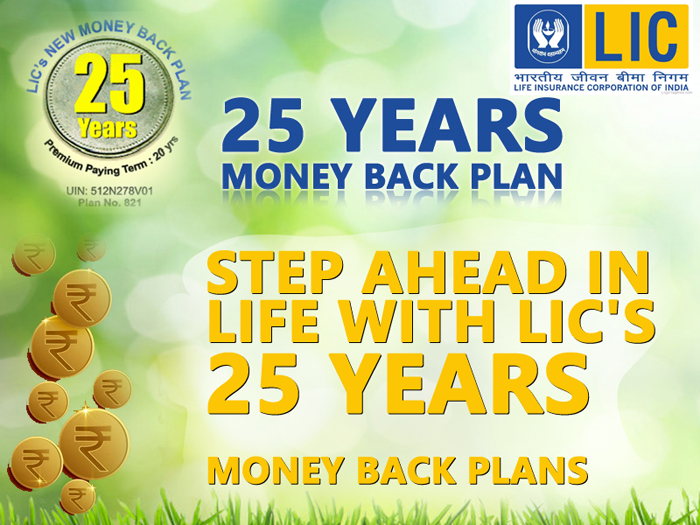 LIC's NEW MONEY BACK PLAN
25
Years
Premium Paying Term : 20 yrs
UIN: 512N278V01
Plan No. 821
LIC
भारतीय जीवन बीमा निगम
LIFE INSURANCE CORPORATION OF INDIA
25 YEARS
MONEY BACK PLAN
STEP AHEAD IN
LIFE WITH LIC'S
25 YEARS
MONEY BACK PLANS
₹
₹
₹
₹
₹
₹
₹
₹